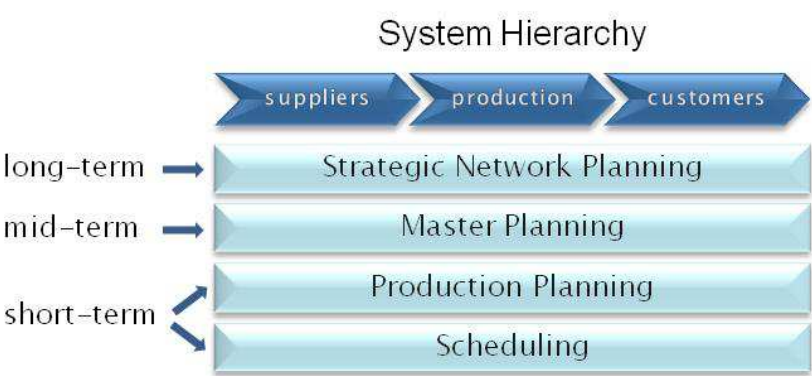 System Hierarchy
suppliers production customers
long-term Strategic Network Planning
mid-term Master Planning
Production Planning
short-term
Scheduling